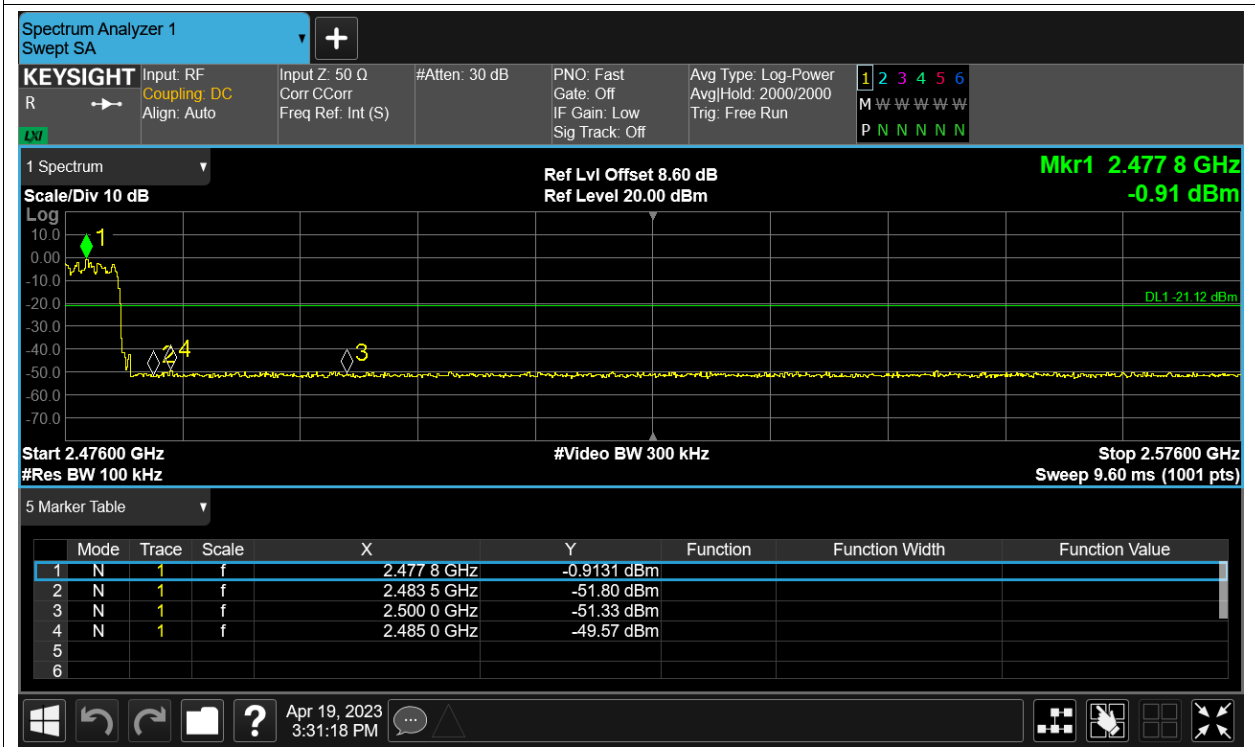 Spectrum Analyzer 1
Swept SA
+
KEYSIGHT Input: RF Input Z: 50 Ω #Atten: 30 dB PNO: Fast Avg Type: Log-Power 1 2 3 4 5 6
R Coupling: DC Corr CCorr Gate: Off Avg|Hold: 2000/2000 M W W W W W W
Align: Auto Freq Ref: Int (S) IF Gain: Low Trig: Free Run
LXI Sig Track: Off P N N N N N N
1 Spectrum Ref Lvl Offset 8.60 dB Mkr1 2.477 8 GHz
Scale/Div 10 dB Ref Level 20.00 dBm -0.91 dBm
Log
10.0
1
0.00
-10.0
-20.0 DL1 -21.12 dBm
-30.0
-40.0 2 4 3
-50.0
-60.0
-70.0
Start 2.47600 GHz #Video BW 300 kHz Stop 2.57600 GHz
#Res BW 100 kHz Sweep 9.60 ms (1001 pts)
5 Marker Table
Mode Trace Scale X Y Function Function Width Function Value
1 N 1 f 2.477 8 GHz -0.9131 dBm
2 N 1 f 2.483 5 GHz -51.80 dBm
3 N 1 f 2.500 0 GHz -51.33 dBm
4 N 1 f 2.485 0 GHz -49.57 dBm
5
6
? Apr 19, 2023
3:31:18 PM